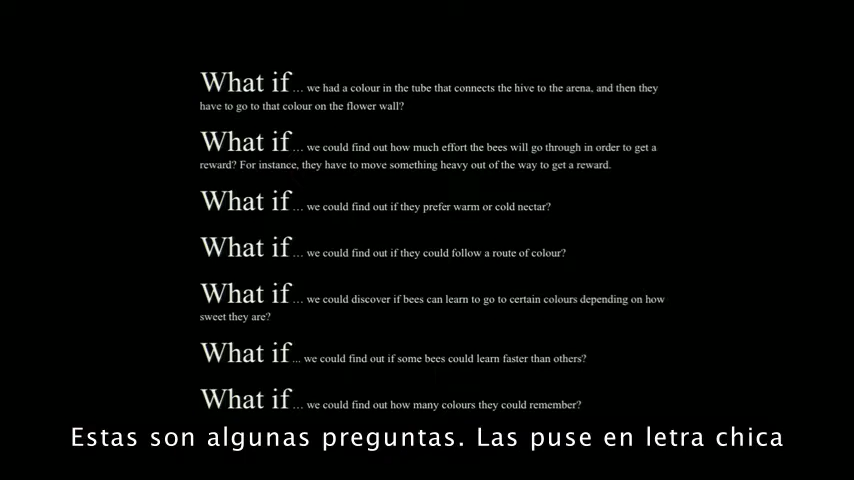 What if … we had a colour in the tube that connects the hive to the arena, and then they
have to go to that colour on the flower wall?
What if … we could find out how much effort the bees will go through in order to get a
reward? For instance, they have to move something heavy out of the way to get a reward.
What if … we could find out if they prefer warm or cold nectar?
What if … we could find out if they could follow a route of colour?
What if … we could discover if bees can learn to go to certain colours depending on how
sweet they are?
What if ... we could find out if some bees could learn faster than others?
What if … we could find out how many colours they could remember?
Estas son algunas preguntas. Las puse en letra chica